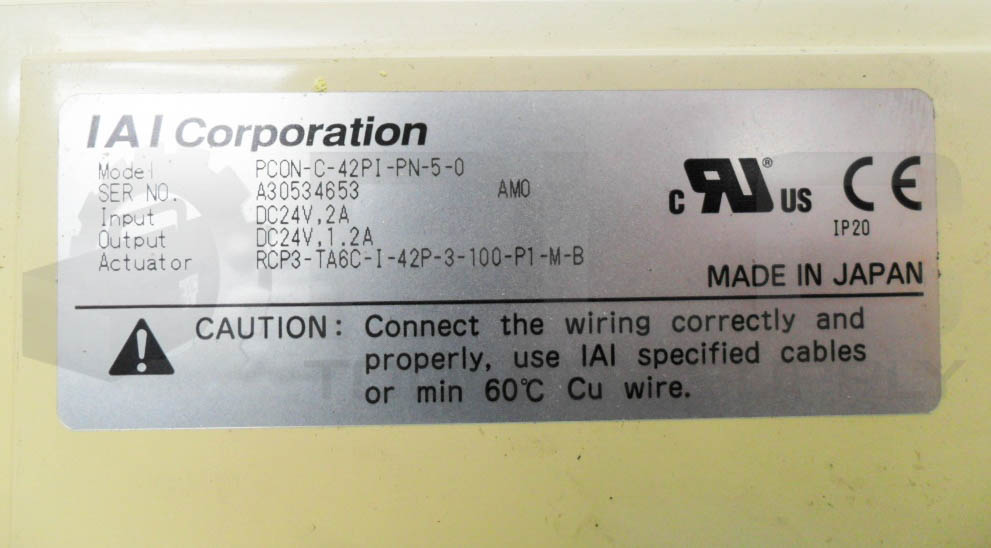 IAI Corporation
Model PCON-C-42PI-PN-5-0
SER NO. A30534653 AM0
Input DC24V,2A
Output DC24V,1.2A
Actuator RCP3-TA6C-I-42P-3-100-P1-M-B
c RU® US CE
IP20
MADE IN JAPAN
CAUTION: Connect the wiring correctly and
properly, use IAI specified cables
or min 60℃ Cu wire.